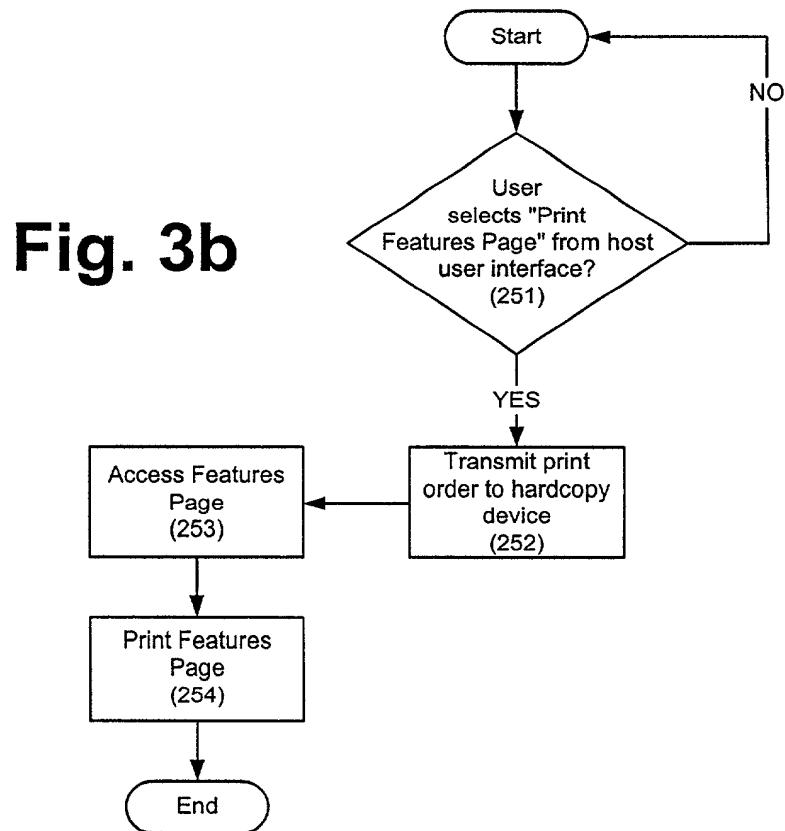 Start
NO
User
selects "Print
Features Page" from host
user interface?
(251)
Fig. 3b
YES
Transmit print
order to hardcopy
device
(252)
Access Features
Page
(253)
Print Features
Page
(254)
End